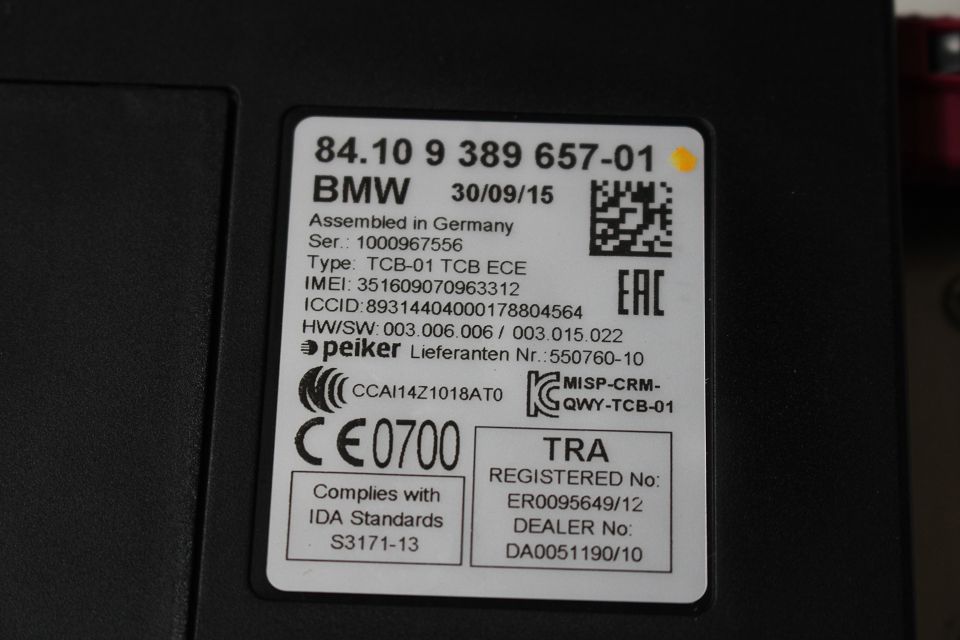 84.10 9 389 657-01
BMW 30/09/15
Assembled in Germany
Ser.: 1000967556
Type: TCB-01 TCB ECE
IMEI: 351609070963312
ICCID:89314404000178804564
EAC
HW/SW: 003.006.006 / 003.015.022
peiker Lieferanten Nr.:550760-10
CCAI14Z1018AT0
MISP-CRM-
QWY-TCB-01
CE0700
Complies with
IDA Standards
S3171-13
TRA
REGISTERED No:
ER0095649/12
DEALER No:
DA0051190/10